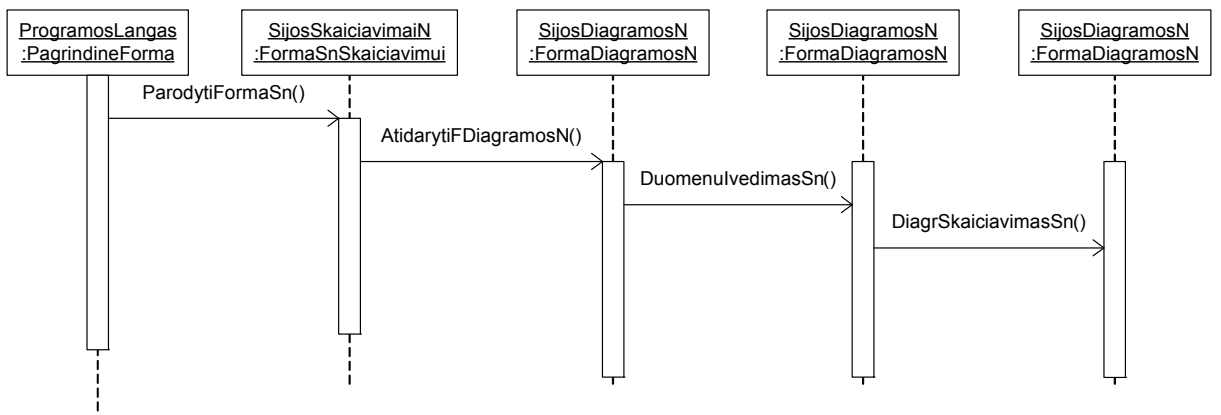 ProgramosLangas
:PagrindineForma
SijosSkaiciavimaiN
:FormaSnSkaiciavimui
SijosDiagramosN
:FormaDiagramosN
SijosDiagramosN
:FormaDiagramosN
SijosDiagramosN
:FormaDiagramosN
ParodytiFormaSn()
AtidarytiFDiagramosN()
DuomenuIvedimasSn()
DiagrSkaiciavimasSn()